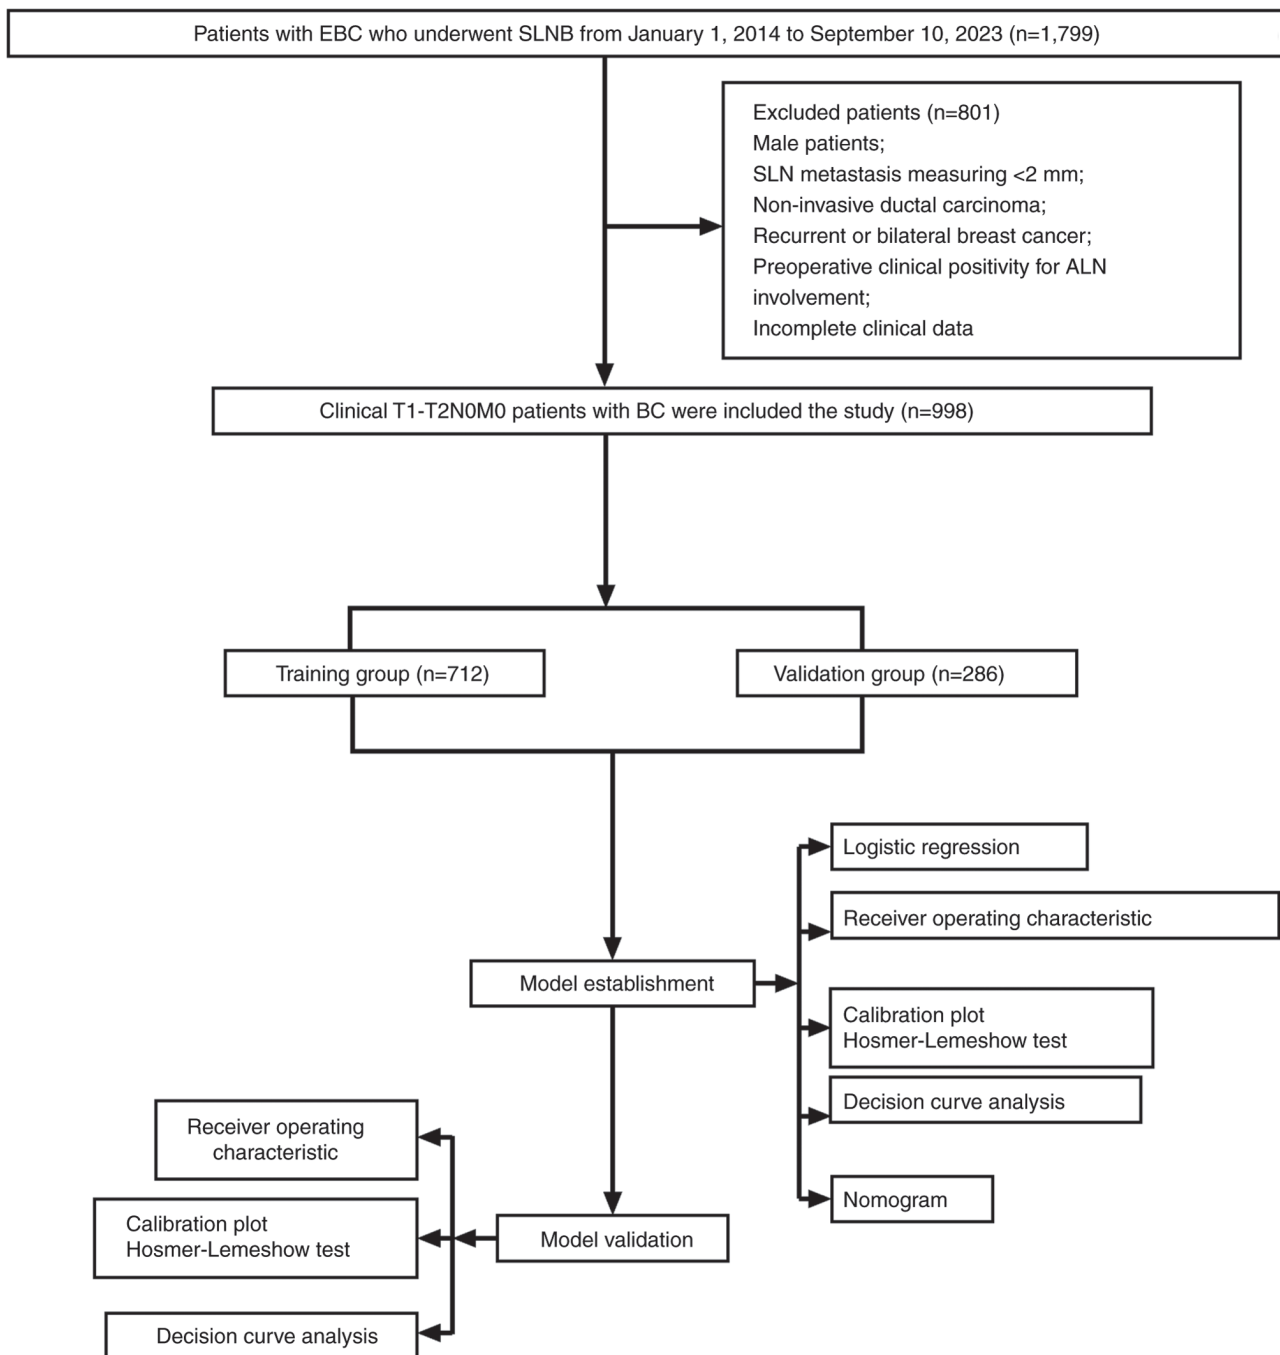 Patients with EBC who underwent SLNB from January 1, 2014 to September 10, 2023 (n=1,799)
Excluded patients (n=801)
Male patients;
SLN metastasis measuring <2 mm;
Non-invasive ductal carcinoma;
Recurrent or bilateral breast cancer;
Preoperative clinical positivity for ALN
involvement;
Incomplete clinical data
Clinical T1-T2N0M0 patients with BC were included the study (n=998)
Training group (n=712)
Validation group (n=286)
Logistic regression
Receiver operating characteristic
Model establishment
Calibration plot
Hosmer-Lemeshow test
Decision curve analysis
Nomogram
Receiver operating
characteristic
Calibration plot
Hosmer-Lemeshow test
Model validation
Decision curve analysis